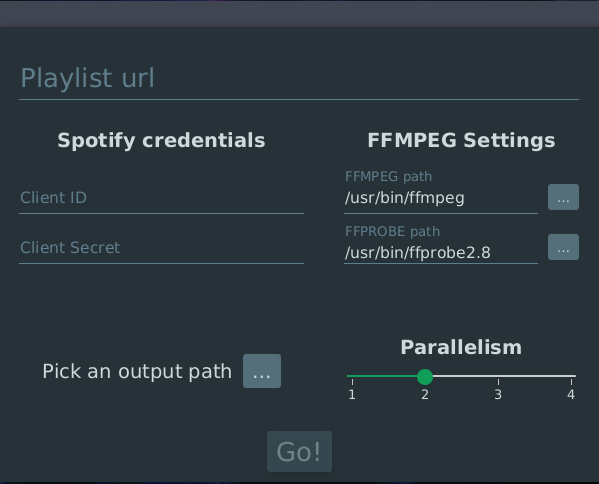 Playlist url
Spotify credentials
FFMPEG Settings
Client ID
FFMPEG path
/usr/bin/ffmpeg
...
Client Secret
FFPROBE path
/usr/bin/ffprobe2.8
...
Pick an output path ...
Parallelism
1 2 3 4
Go!